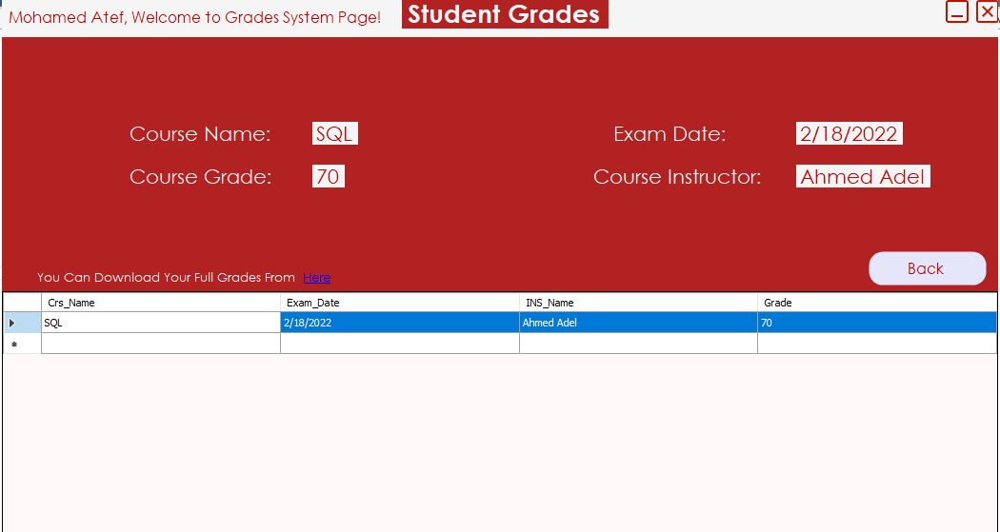 Mohamed Atef, Welcome to Grades System Page! Student Grades
Course Name: SQL Exam Date: 2/18/2022
Course Grade: 70 Course Instructor: Ahmed Adel
Back
You Can Download Your Full Grades From Here
Crs_Name Exam_Date INS_Name Grade
SQL 2/18/2022 Ahmed Adel 70